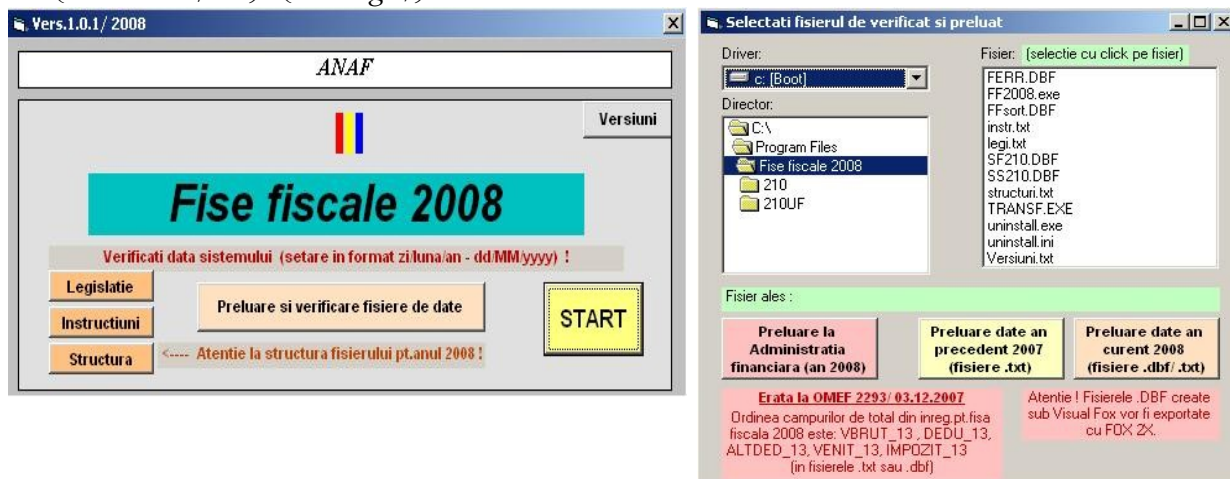 Vers.1.0.1/ 2008
ANAF
Versiuni
Fise fiscale 2008
Verificati data sistemului (setare in format zi/luna/an - dd/MM/yyyy) !
Legislatie
Instructiuni
Structura
Preluare si verificare fisiere de date
START
<---- Atentie la structura fisierului pt.anul 2008 !
Selectati fisierul de verificat si preluat
Driver:
c: [Boot]
Director:
C:\
Program Files
Fise fiscale 2008
210
210UF
Fisier: (selectie cu click pe fisier)
FERR.DBF
FF2008.exe
FFsort.DBF
instr.txt
legi.txt
SF210.DBF
SS210.DBF
structuri.txt
TRANSF.EXE
uninstall.exe
uninstall.ini
Versiuni.txt
Fisier ales :
Preluare la
Administratia
financiara (an 2008)
Preluare date an
precedent 2007
(fisiere .txt)
Preluare date an
curent 2008
(fisiere .dbf/ .txt)
Erata la OMEF 2293/ 03.12.2007
Ordinea campurilor de total din inreg.pt.fisa
fiscala 2008 este: VBRUT_13 , DEDU_13,
ALTDED_13, VENIT_13, IMPOZIT_13
(in fisierele .txt sau .dbf)
Atentie ! Fisierele .DBF create
sub Visual Fox vor fi exportate
cu FOX 2X.